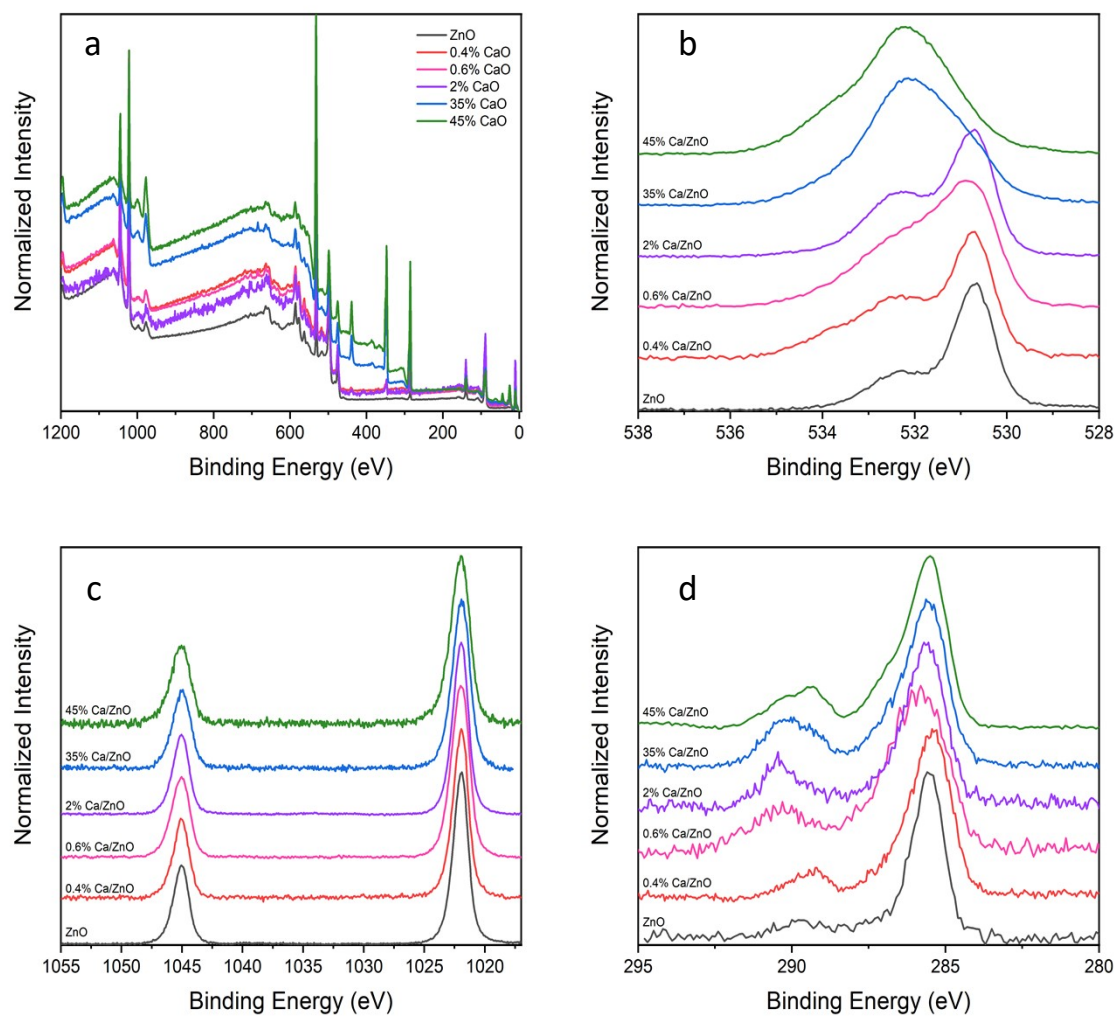 a
ZnO
0.4% CaO
0.6% CaO
2% CaO
35% CaO
45% CaO
Normalized Intensity
1200 1000 800 600 400 200 0
Binding Energy (eV)
b
45% Ca/ZnO
35% Ca/ZnO
2% Ca/ZnO
0.6% Ca/ZnO
0.4% Ca/ZnO
ZnO
Normalized Intensity
538 536 534 532 530 528
Binding Energy (eV)
c
45% Ca/ZnO
35% Ca/ZnO
2% Ca/ZnO
0.6% Ca/ZnO
0.4% Ca/ZnO
ZnO
Normalized Intensity
1055 1050 1045 1040 1035 1030 1025 1020
Binding Energy (eV)
d
45% Ca/ZnO
35% Ca/ZnO
2% Ca/ZnO
0.6% Ca/ZnO
0.4% Ca/ZnO
ZnO
Normalized Intensity
295 290 285 280
Binding Energy (eV)